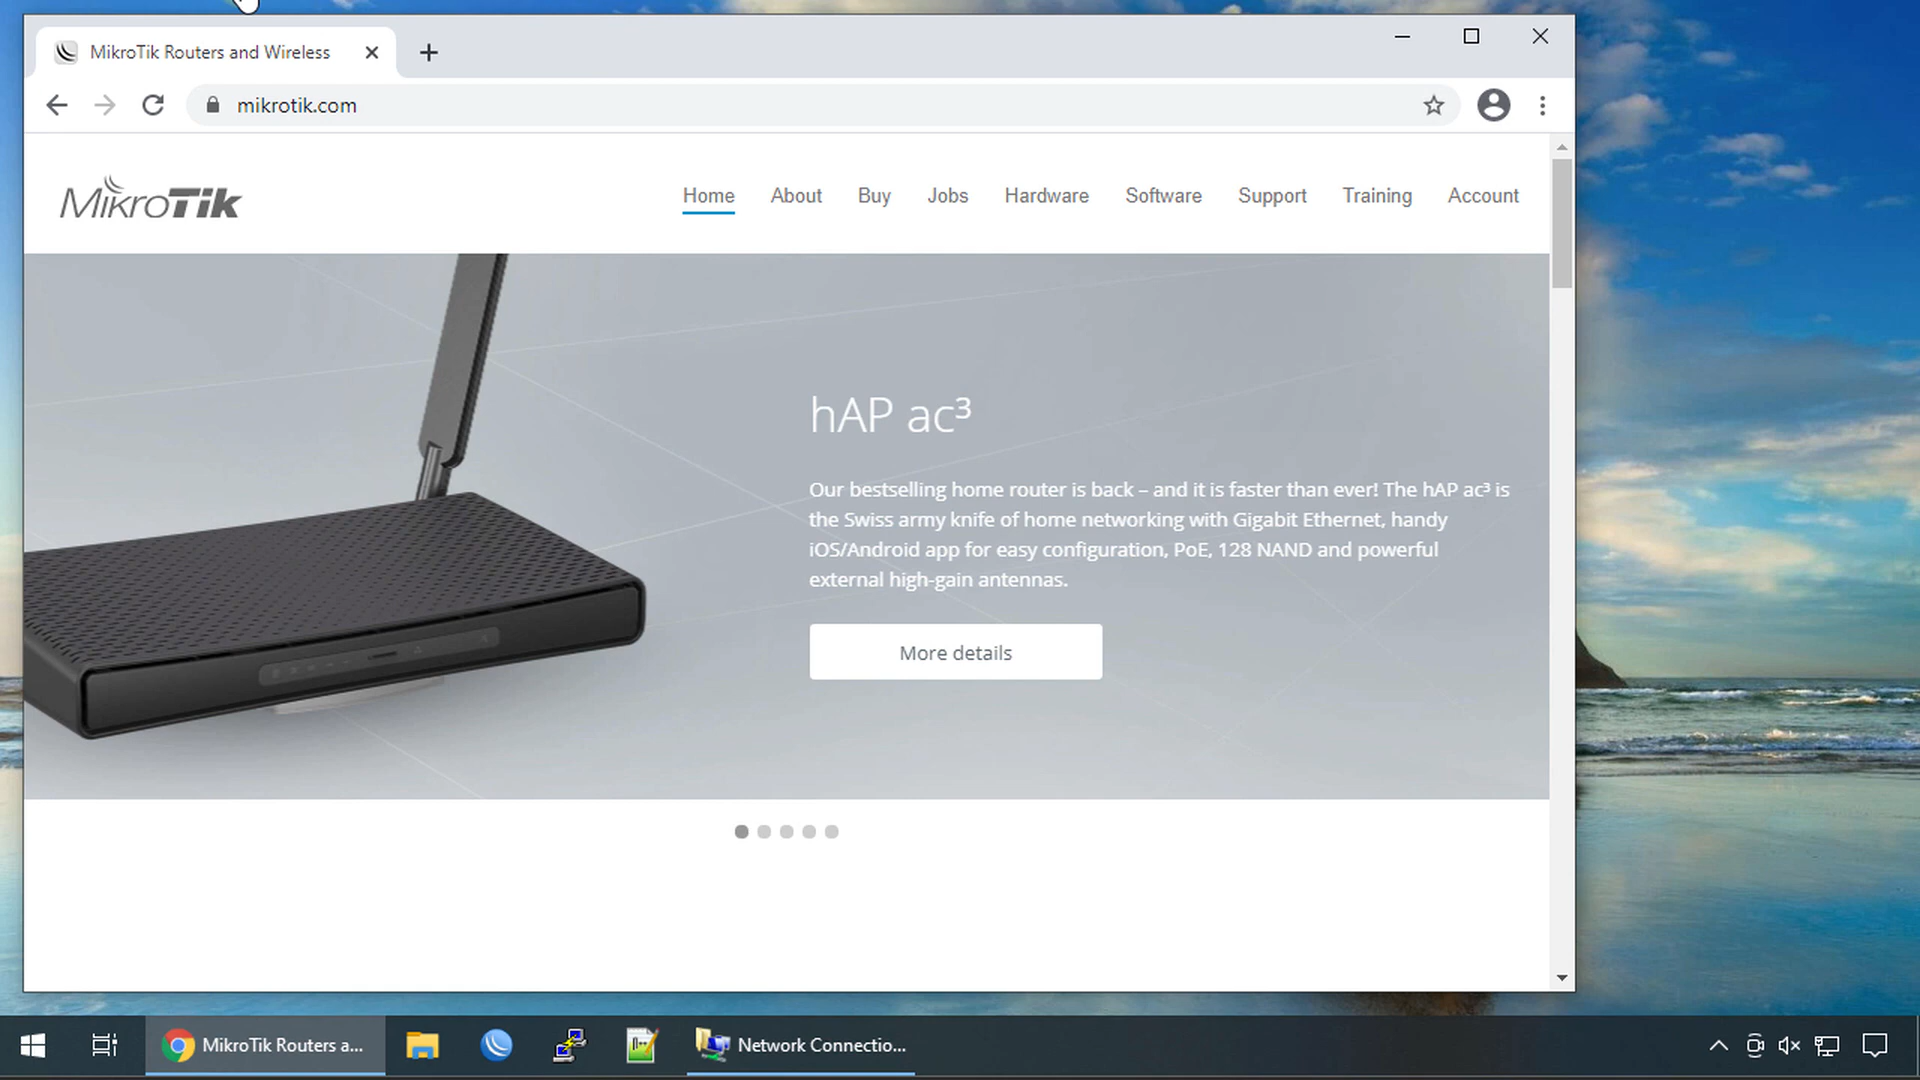 MikroTik Routers and Wireless
mikrotik.com
MikroTik
Home About Buy Jobs Hardware Software Support Training Account
hAP ac³
Our bestselling home router is back – and it is faster than ever! The hAP ac³ is
the Swiss army knife of home networking with Gigabit Ethernet, handy
iOS/Android app for easy configuration, PoE, 128 NAND and powerful
external high-gain antennas.
More details
MikroTik Routers a...
Network Connectio...